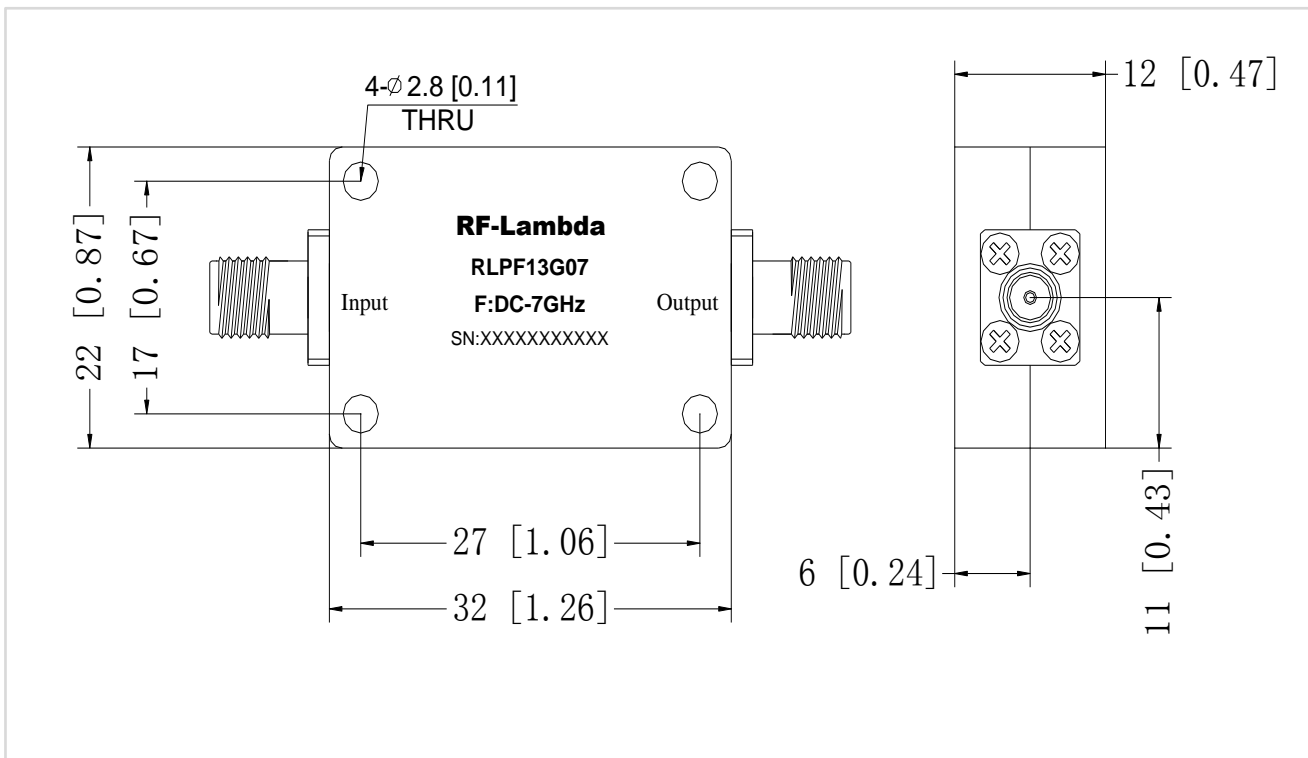 4-∅ 2.8 [0.11]
THRU
12 [0.47]
22 [0.87]
17 [0.67]
RF-Lambda
RLPF13G07
Input
F:DC-7GHz
Output
SN:XXXXXXXXXXX
27 [1.06]
32 [1.26]
6 [0.24]
11 [0.43]